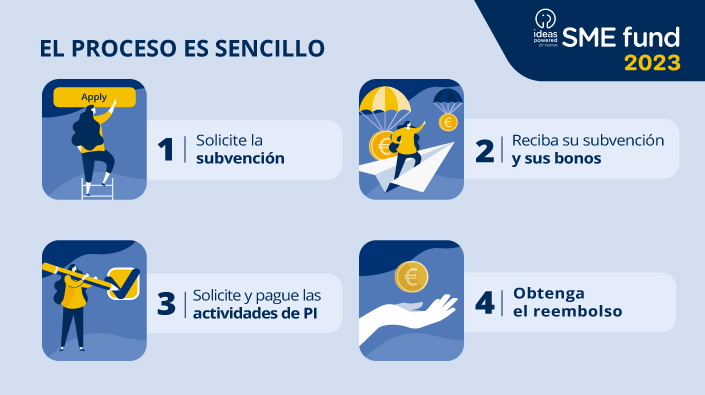 EL PROCESO ES SENCILLO
ideas
powered
for business
SME fund
2023
Apply
1
Solicite la
subvención
2
Reciba su subvención
y sus bonos
3
Solicite y pague las
actividades de PI
4
Obtenga
el reembolso